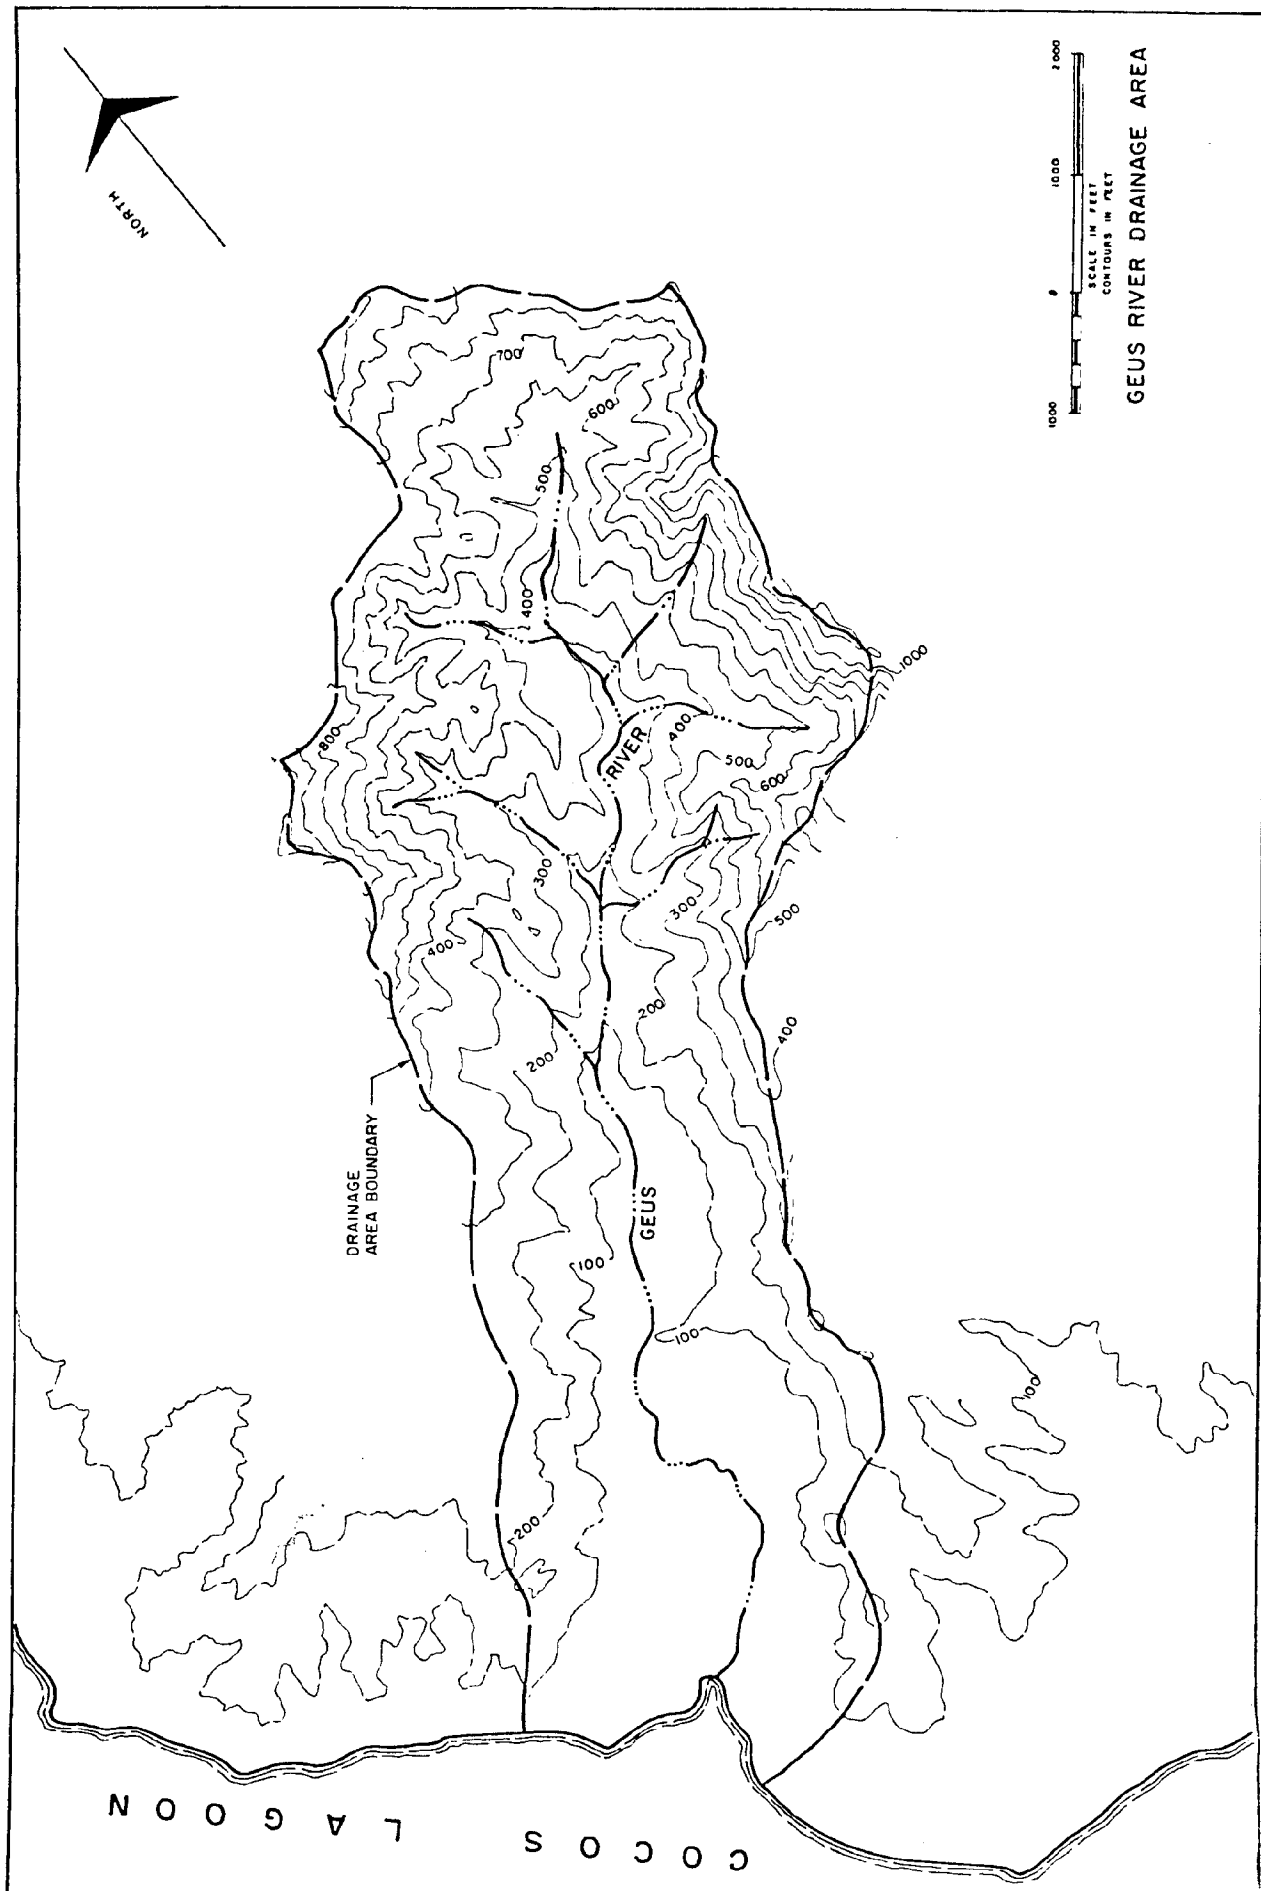 NORTH
1000 0 1000 2000
SCALE IN FEET
CONTOURS IN FEET
GEUS RIVER DRAINAGE AREA
700
600
500
400
800
1000
RIVER
400
500
600
300
300
500
400
200
200
400
DRAINAGE
AREA BOUNDARY
GEUS
100
100
100
200
COCOS LAGOON